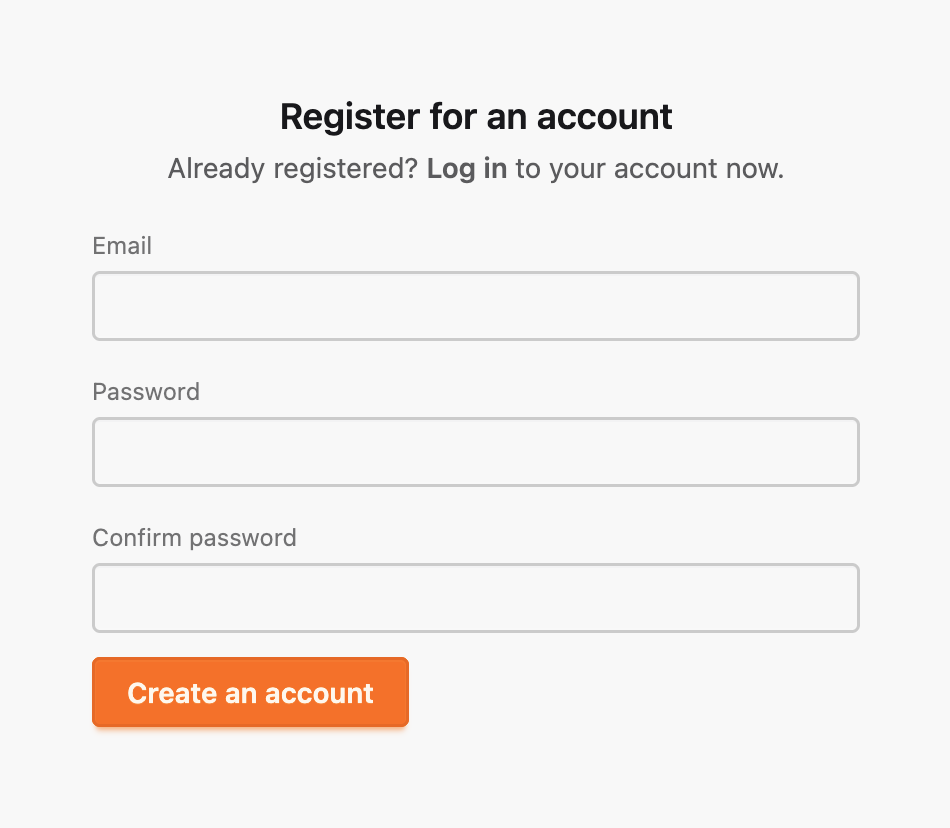 Register for an account
Already registered? Log in to your account now.
Email
Password
Confirm password
Create an account